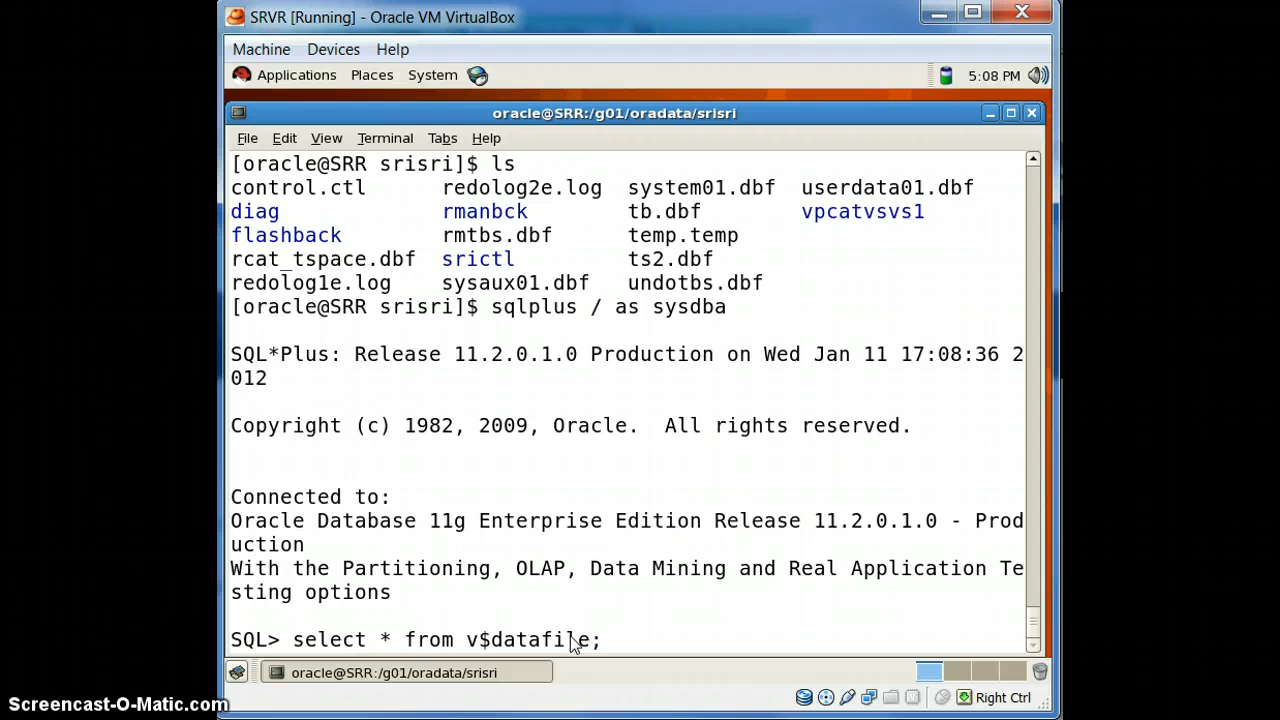 SRVR [Running] - Oracle VM VirtualBox
Machine Devices Help
Applications Places System 5:08 PM
oracle@SRR:/g01/oradata/srisri
File Edit View Terminal Tabs Help
[oracle@SRR srisri]$ ls
control.ctl redolog2e.log system01.dbf userdata01.dbf
diag rmanbck tb.dbf vpcatvsvs1
flashback rmtbs.dbf temp.temp
rcat_tspace.dbf srictl ts2.dbf
redolog1e.log sysaux01.dbf undotbs.dbf
[oracle@SRR srisri]$ sqlplus / as sysdba
SQL*Plus: Release 11.2.0.1.0 Production on Wed Jan 11 17:08:36 2
012
Copyright (c) 1982, 2009, Oracle.  All rights reserved.
Connected to:
Oracle Database 11g Enterprise Edition Release 11.2.0.1.0 - Prod
uction
With the Partitioning, OLAP, Data Mining and Real Application Te
sting options
SQL> select * from v$datafile;
oracle@SRR:/g01/oradata/srisri
Right Ctrl
Screencast-O-Matic.com